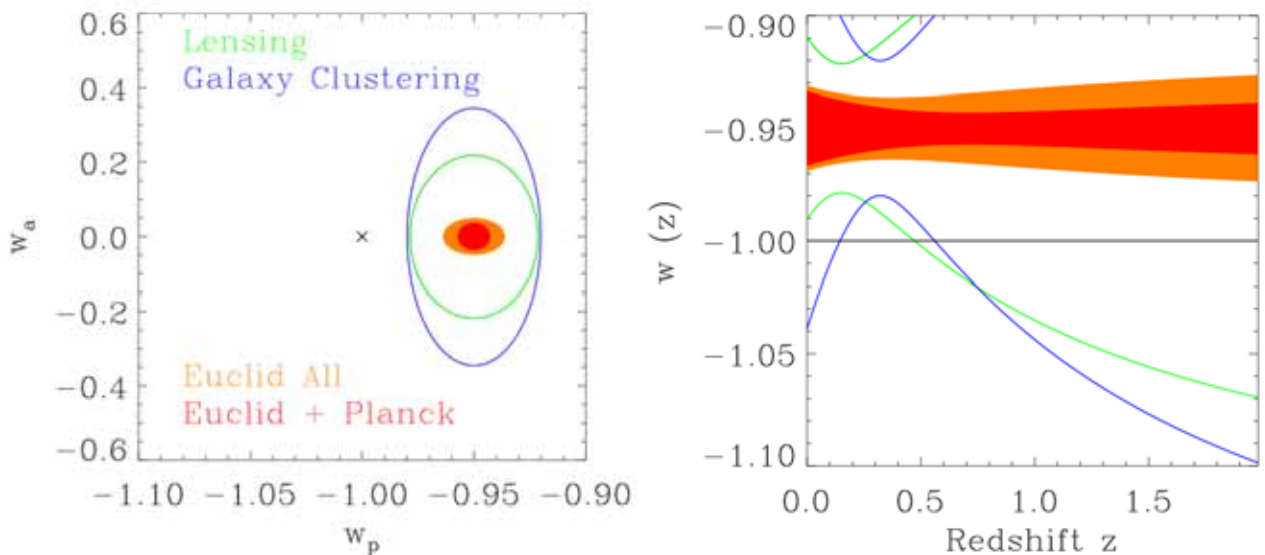 0.6
Lensing
Galaxy Clustering
0.4
0.2
w_a
0.0
−0.2
−0.4
Euclid All
Euclid + Planck
−0.6
−1.10 −1.05 −1.00 −0.95 −0.90
w_p
−0.90
−0.95
w (z)
−1.00
−1.05
−1.10
0.0 0.5 1.0 1.5
Redshift z